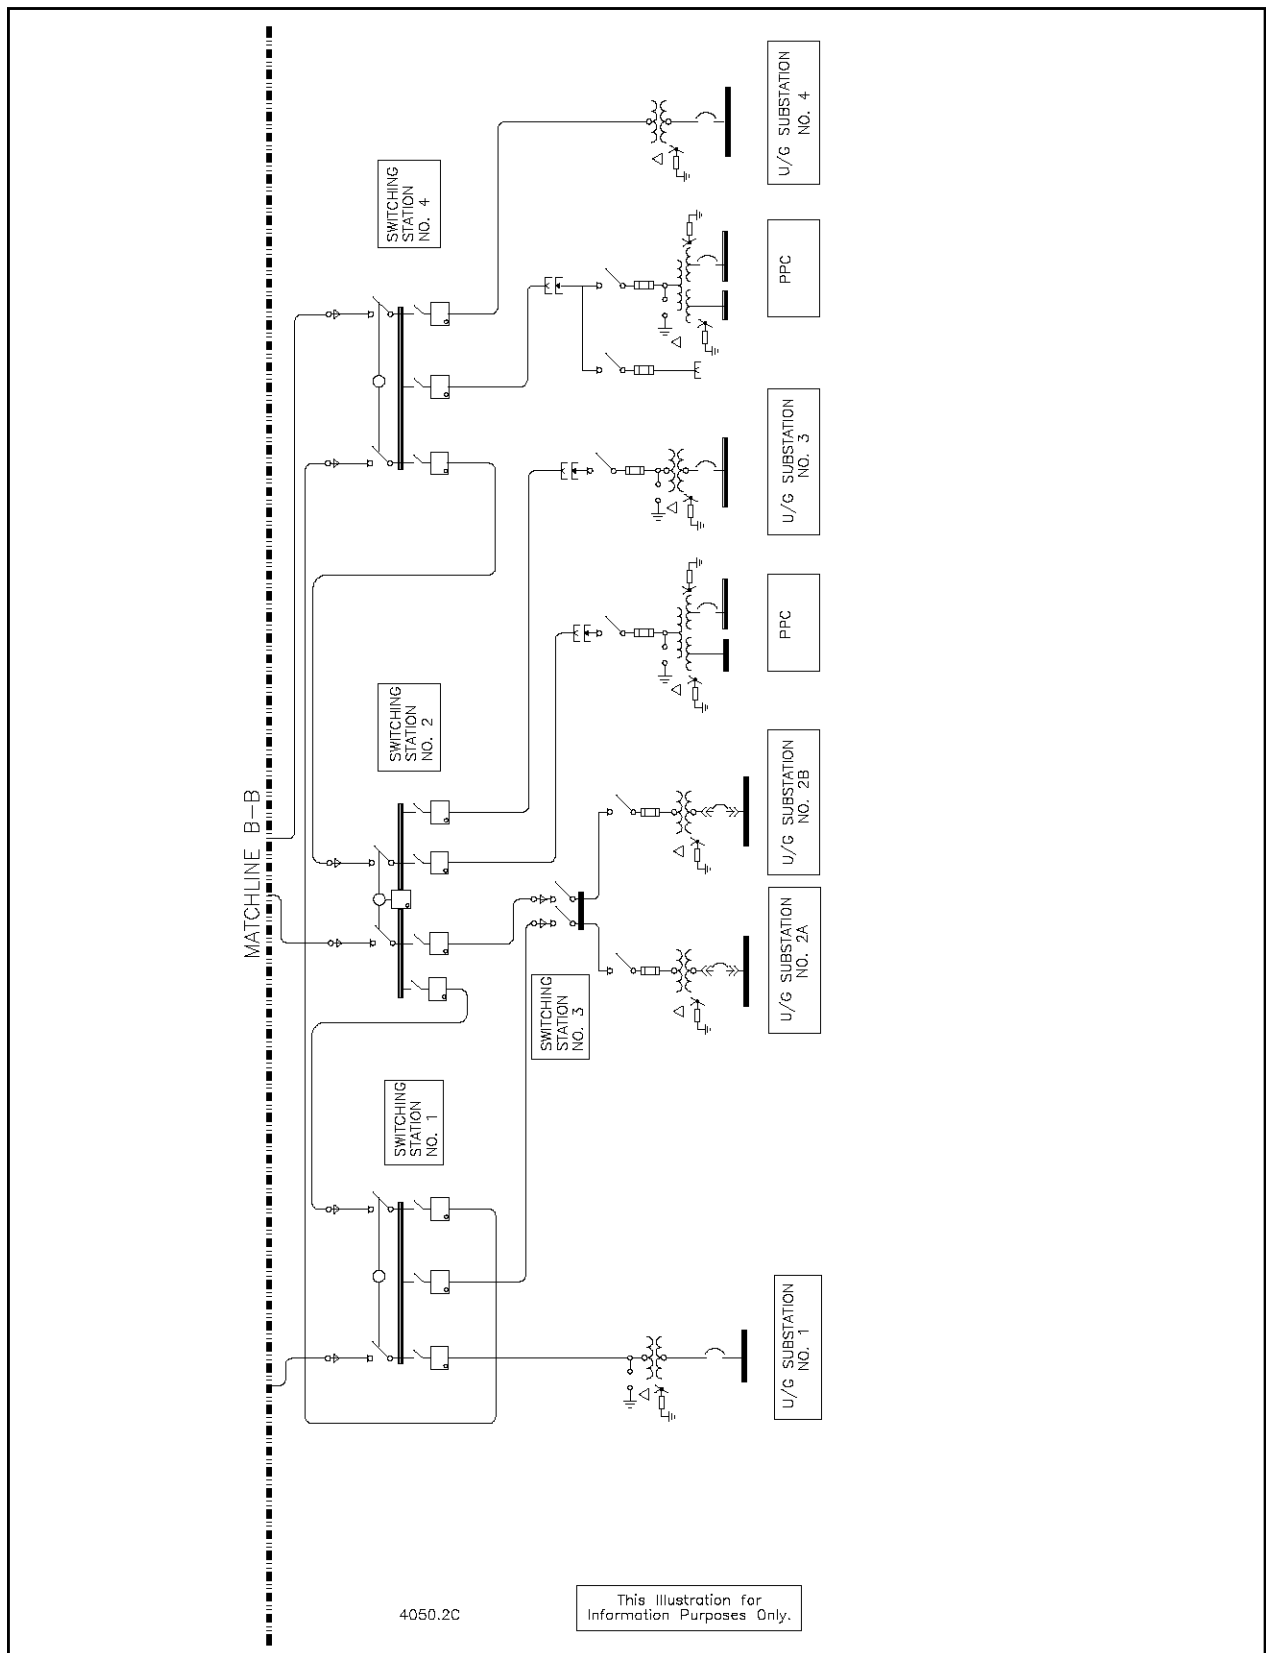 MATCHLINE B-B
SWITCHING
STATION
NO. 1
SWITCHING
STATION
NO. 2
SWITCHING
STATION
NO. 3
SWITCHING
STATION
NO. 4
U/G SUBSTATION
NO. 1
U/G SUBSTATION
NO. 2A
U/G SUBSTATION
NO. 2B
PPC
U/G SUBSTATION
NO. 3
PPC
U/G SUBSTATION
NO. 4
4050.2C
This Illustration for
Information Purposes Only.